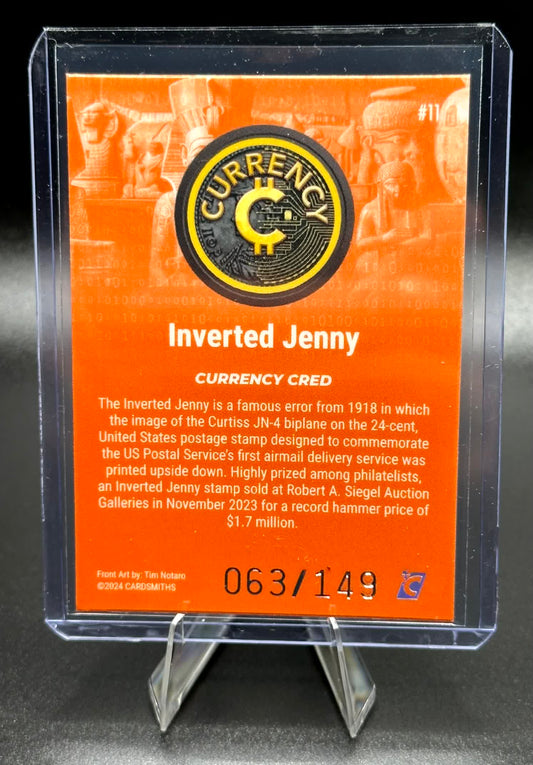 #11
CURRENCY
Inverted Jenny
CURRENCY CRED
The Inverted Jenny is a famous error from 1918 in which
the image of the Curtiss JN-4 biplane on the 24-cent,
United States postage stamp designed to commemorate
the US Postal Service's first airmail delivery service was
printed upside down. Highly prized among philatelists,
an Inverted Jenny stamp sold at Robert A. Siegel Auction
Galleries in November 2023 for a record hammer price of
$1.7 million.
Front Art by: Tim Notaro
©2024 CARDSMITHS
063/149